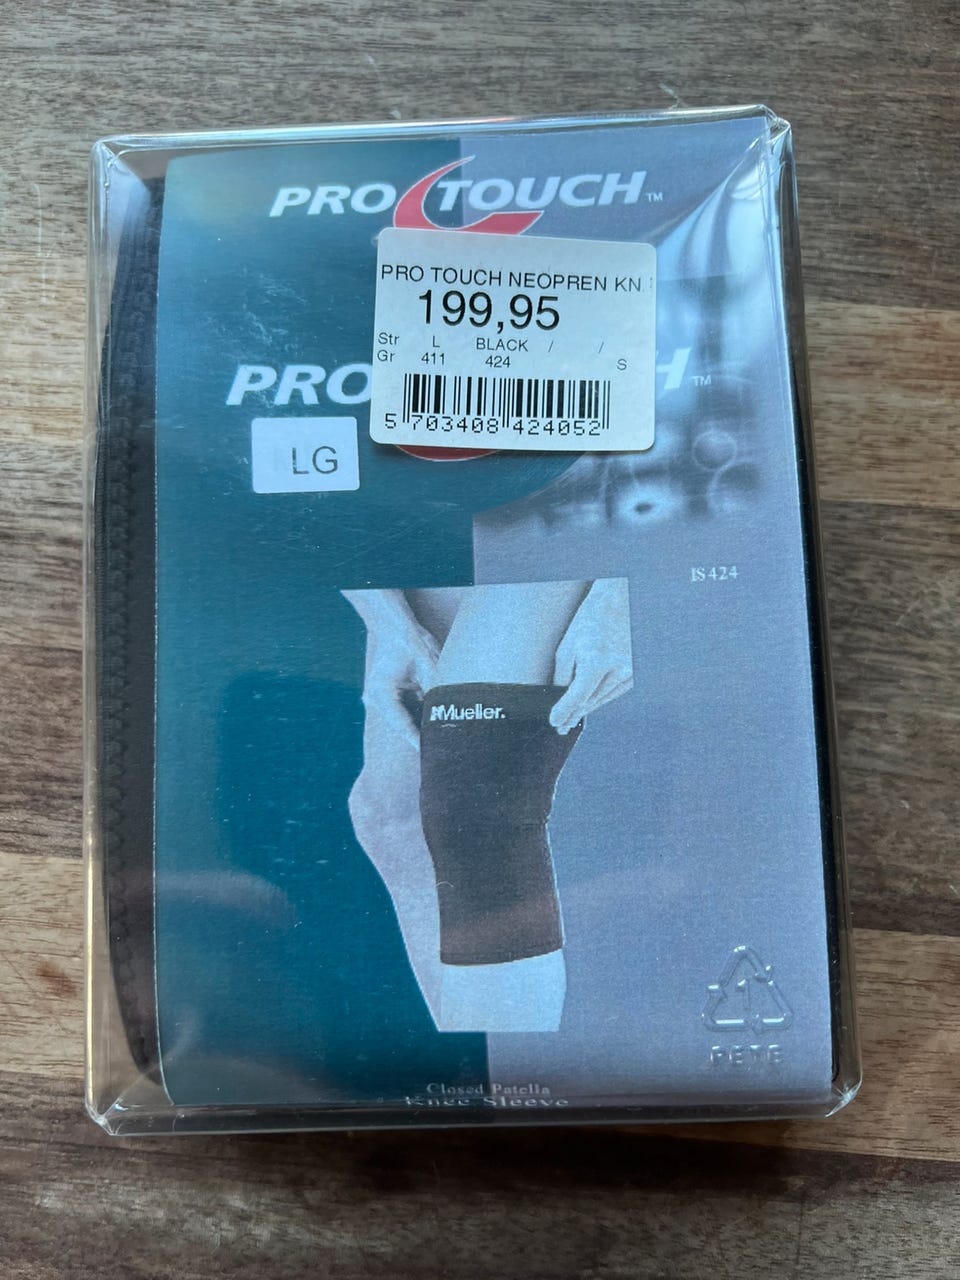 PRO TOUCH™
PRO TOUCH NEOPREN KN
199,95
Str L BLACK / /
Gr 411 424 S
5 703408 424052
PRO H™
LG
IS424
Mueller.
1
PETE
Closed Patella
Knee Sleeve